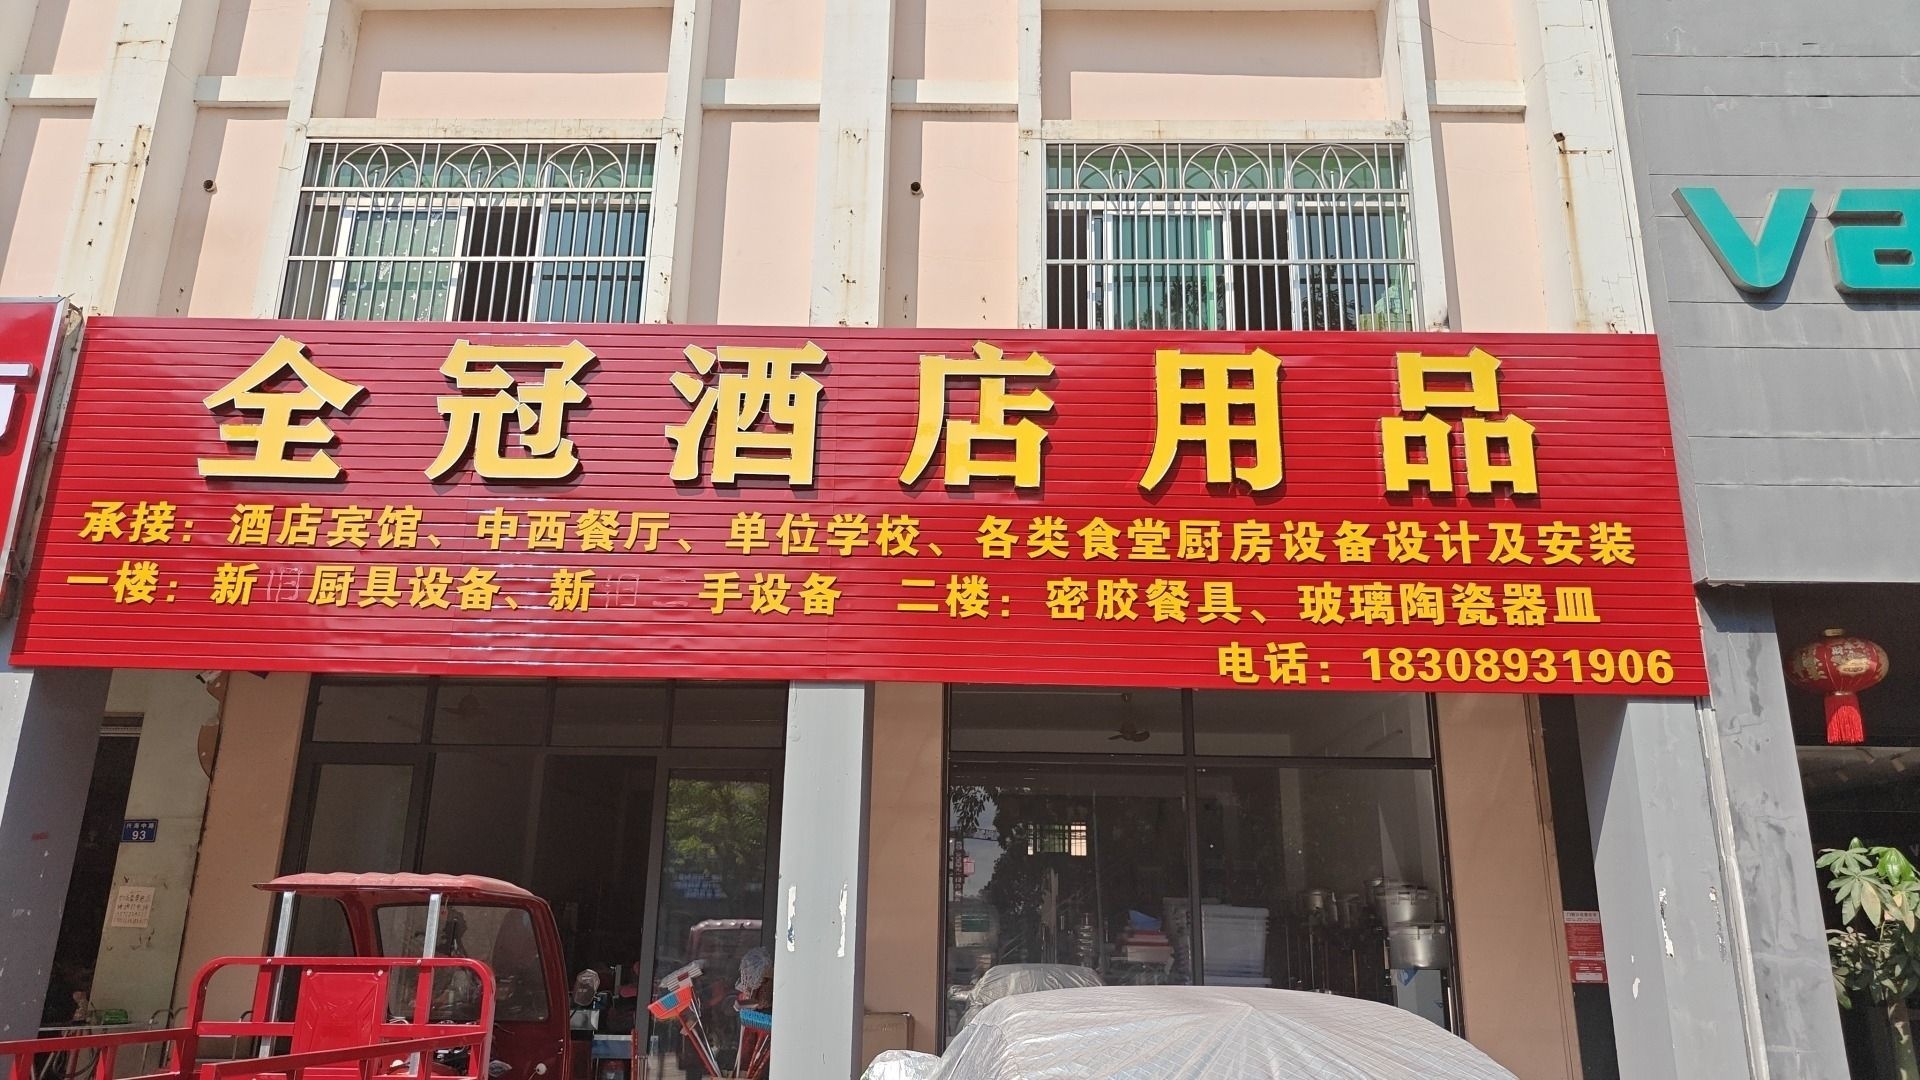 全冠酒店用品
承接：酒店宾馆、中西餐厅、单位学校、各类食堂厨房设备设计及安装
一楼：新旧厨具设备、新旧二手设备 二楼：密胶餐具、玻璃陶瓷器皿
电话：18308931906
va
93